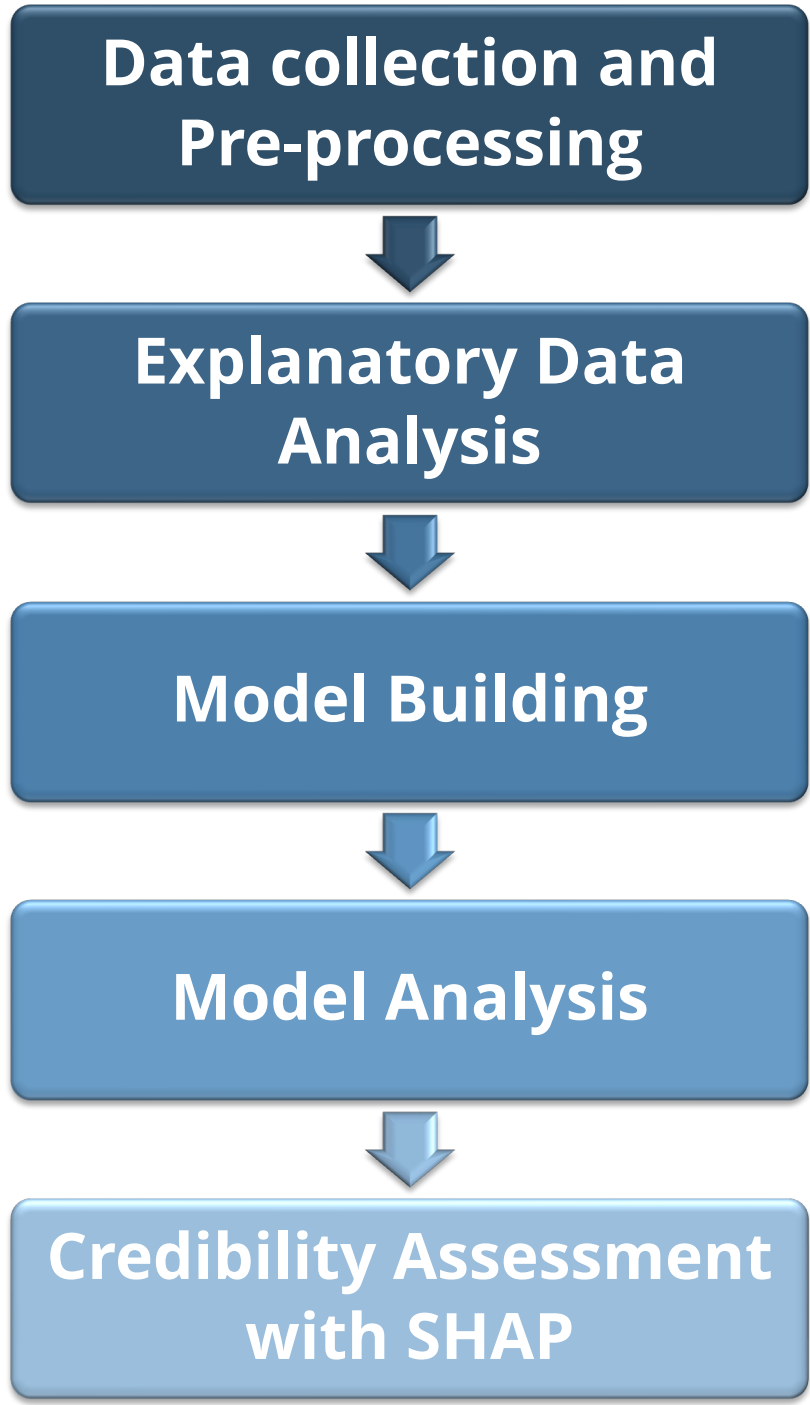 Data collection and
Pre-processing
Explanatory Data
Analysis
Model Building
Model Analysis
Credibility Assessment
with SHAP